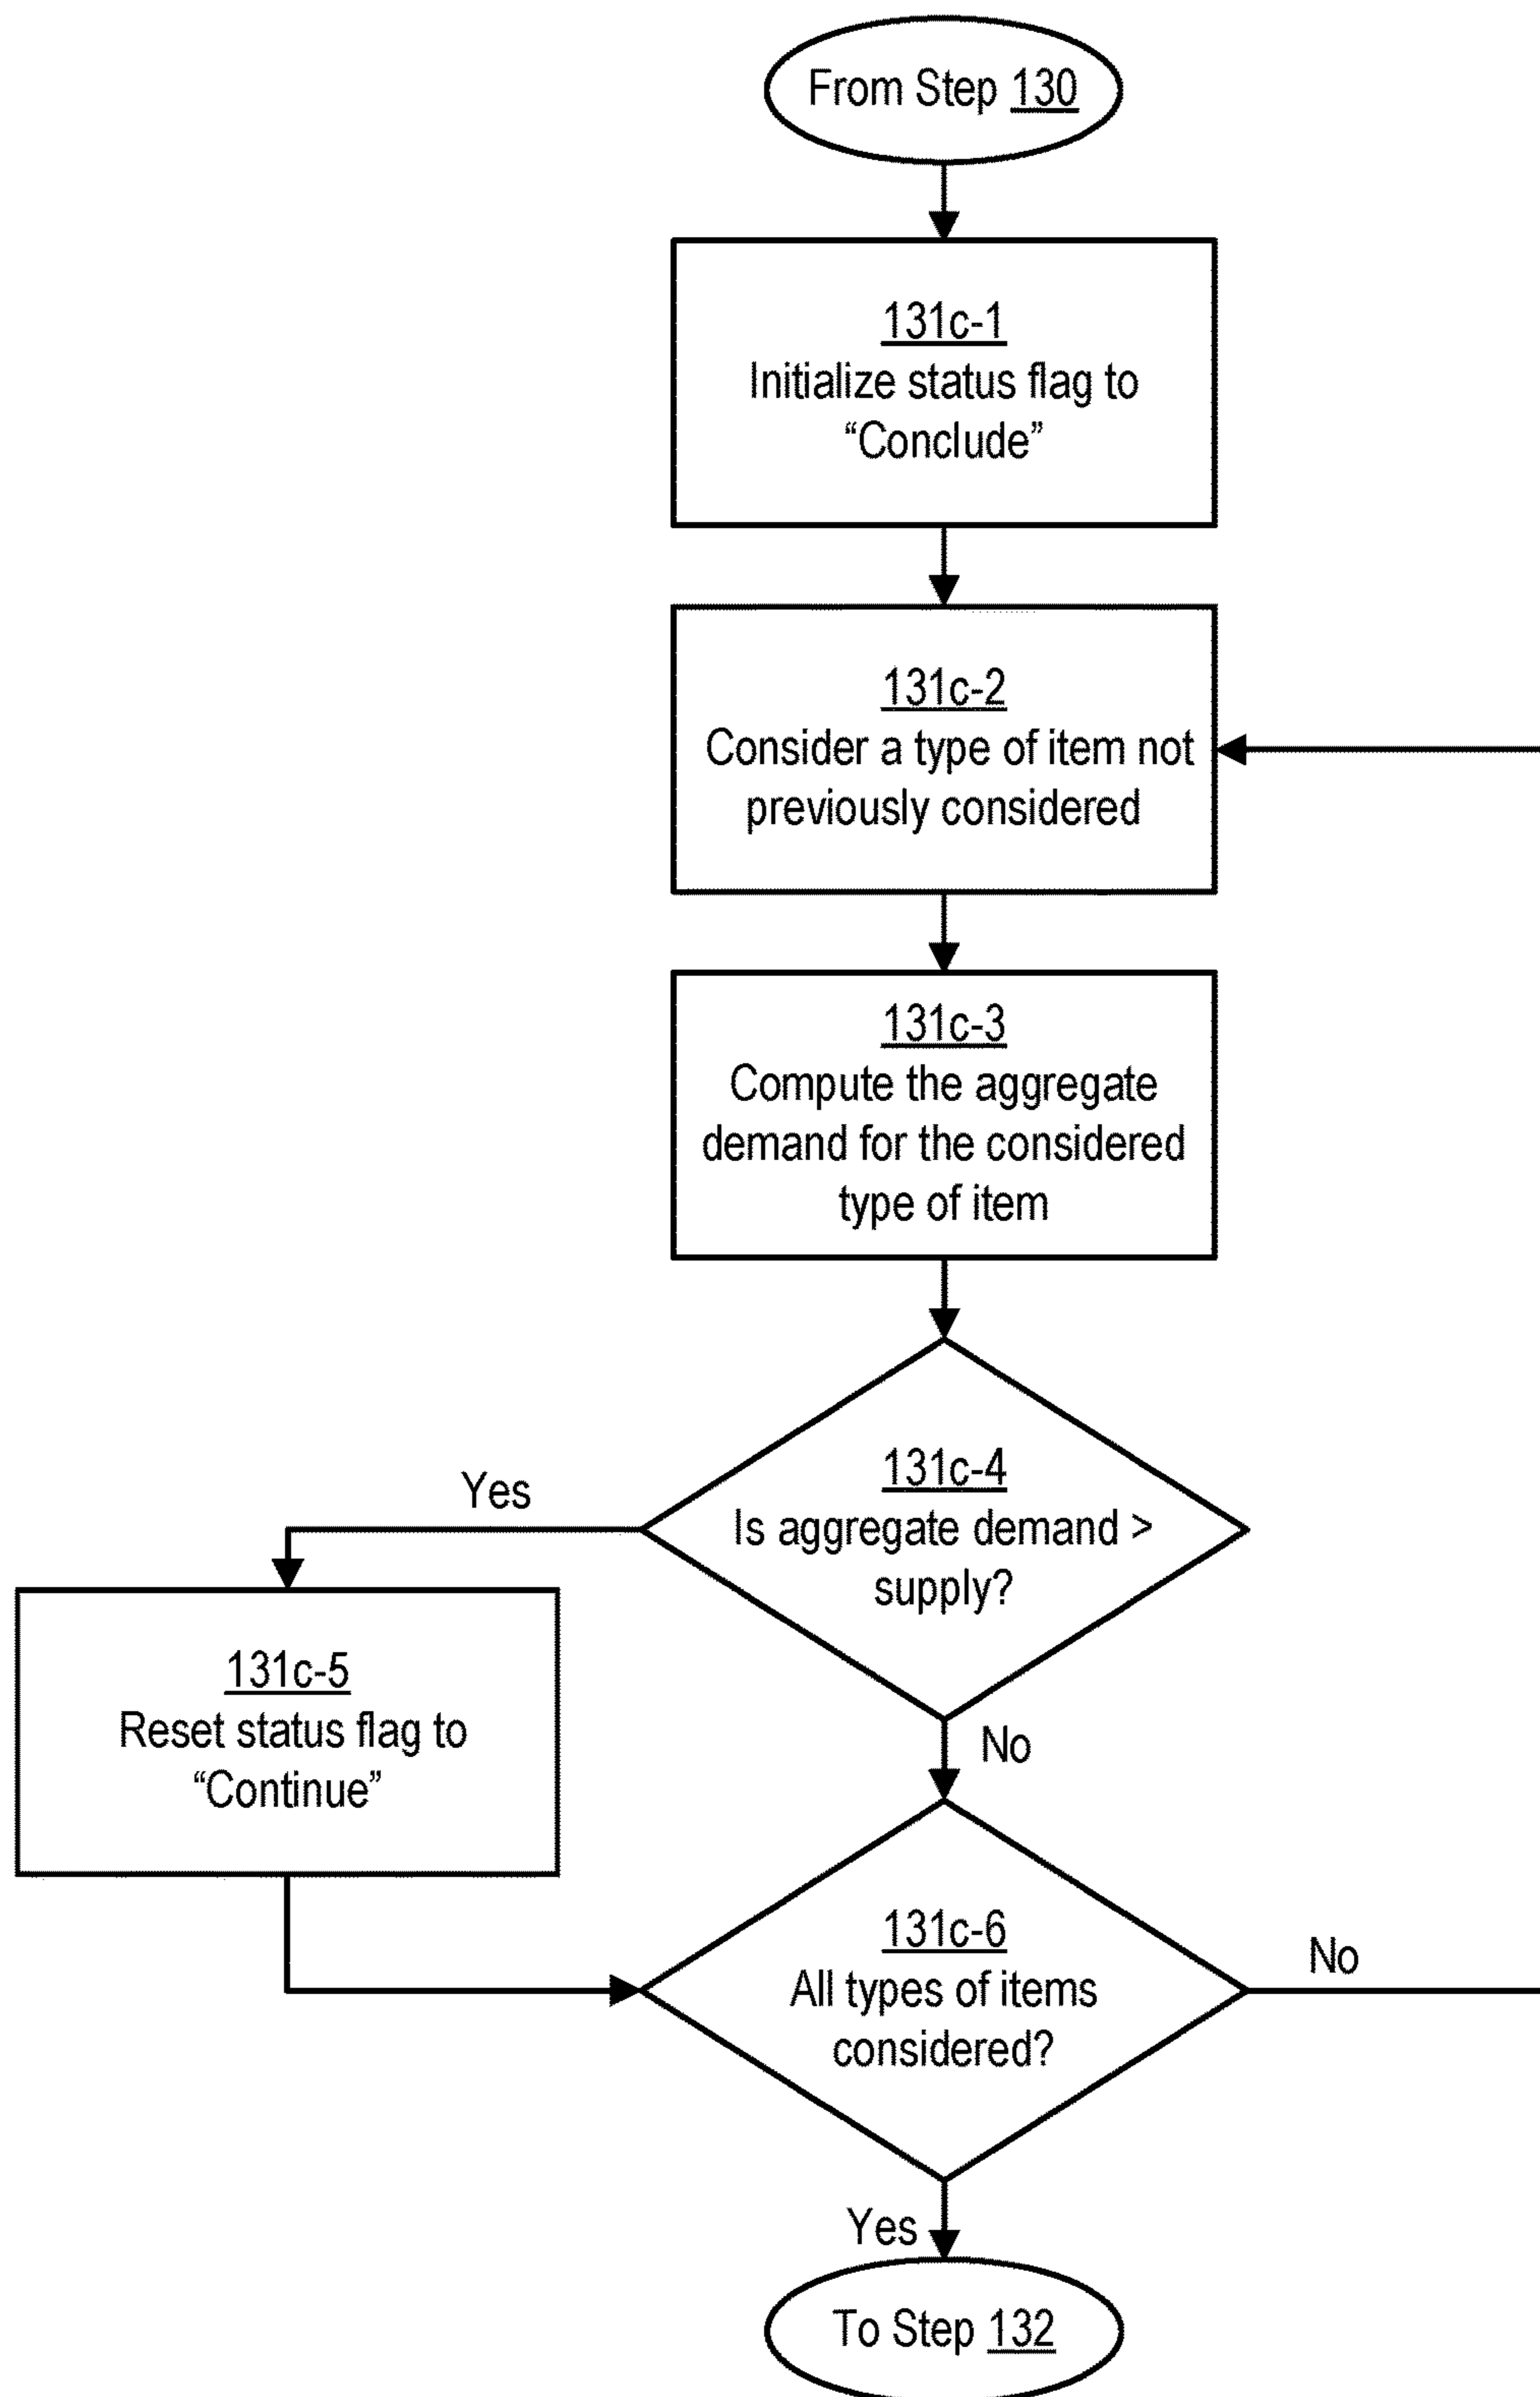 From Step 130
131c-1
Initialize status flag to
“Conclude”
131c-2
Consider a type of item not
previously considered
131c-3
Compute the aggregate
demand for the considered
type of item
131c-4
Is aggregate demand >
supply?
Yes
131c-5
Reset status flag to
“Continue”
No
131c-6
All types of items
considered?
No
Yes
To Step 132